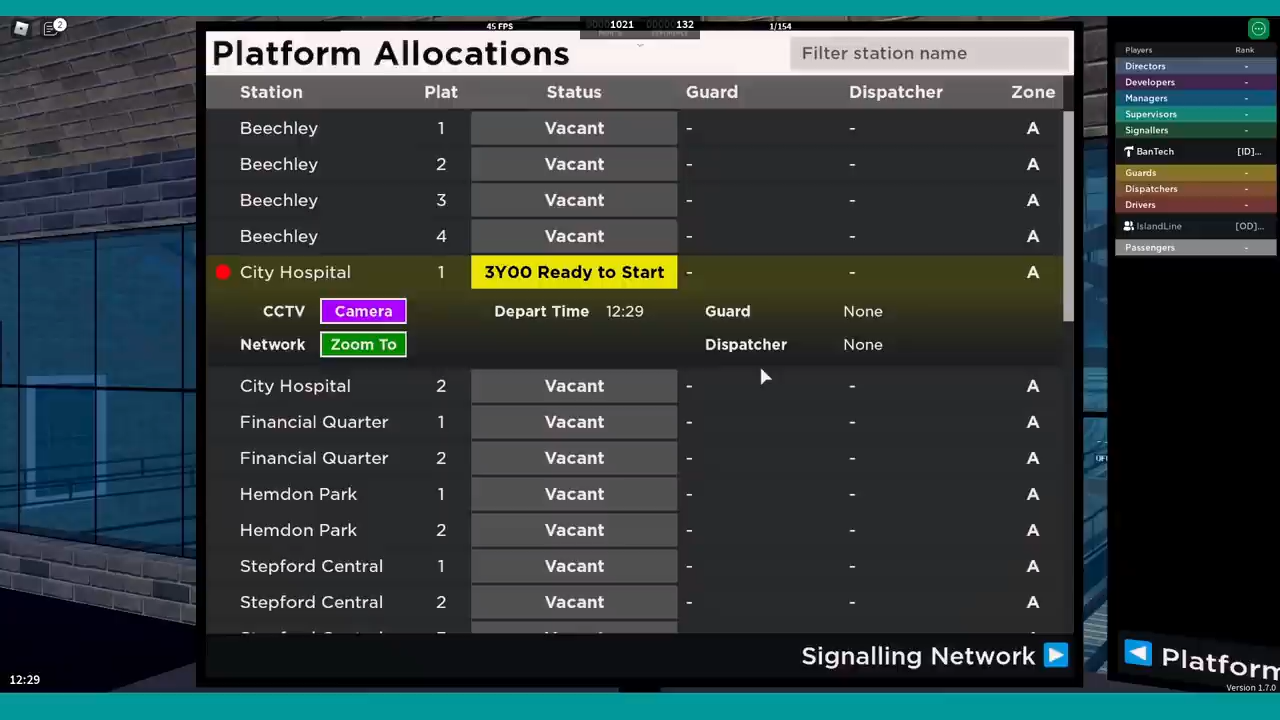 2
45 FPS
1021
132
1/154
Platform Allocations
Filter station name
Station Plat Status Guard Dispatcher Zone
Beechley 1 Vacant - - A
Beechley 2 Vacant - - A
Beechley 3 Vacant - - A
Beechley 4 Vacant - - A
City Hospital 1 3Y00 Ready to Start - - A
CCTV Camera Depart Time 12:29 Guard None
Network Zoom To Dispatcher None
City Hospital 2 Vacant - - A
Financial Quarter 1 Vacant - - A
Financial Quarter 2 Vacant - - A
Hemdon Park 1 Vacant - - A
Hemdon Park 2 Vacant - - A
Stepford Central 1 Vacant - - A
Stepford Central 2 Vacant - - A
Signalling Network
12:29
Players Rank
Directors -
Developers -
Managers -
Supervisors -
Signallers -
BanTech [ID]...
Guards -
Dispatchers -
Drivers -
IslandLine [OD]...
Passengers -
Platform
Version 1.7.0